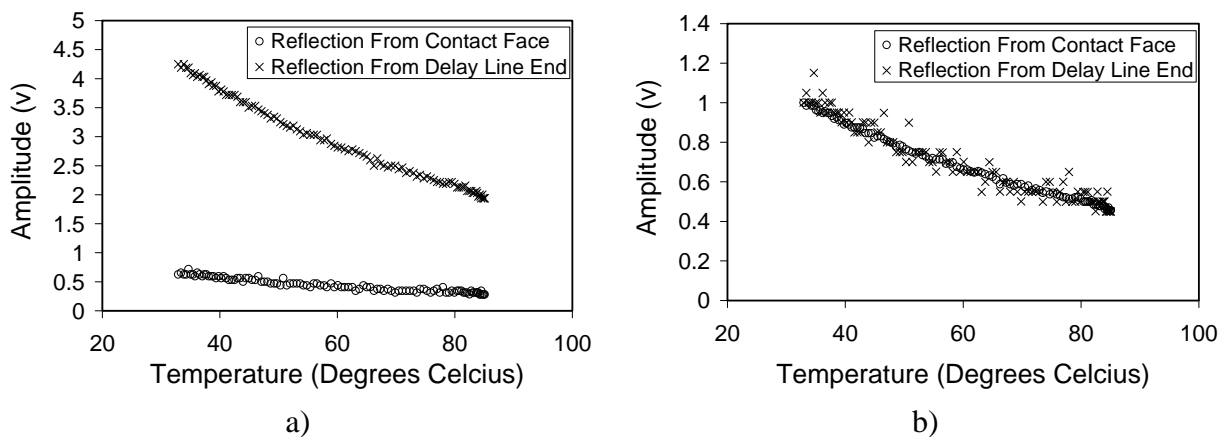 5
4.5
4
3.5
3
2.5
2
1.5
1
0.5
0
Amplitude (v)
Reflection From Contact Face
Reflection From Delay Line End
20 40 60 80 100
Temperature (Degrees Celcius)
a)
1.4
1.2
1
0.8
0.6
0.4
0.2
0
Amplitude (v)
Reflection From Contact Face
Reflection From Delay Line End
20 40 60 80 100
Temperature (Degrees Celcius)
b)